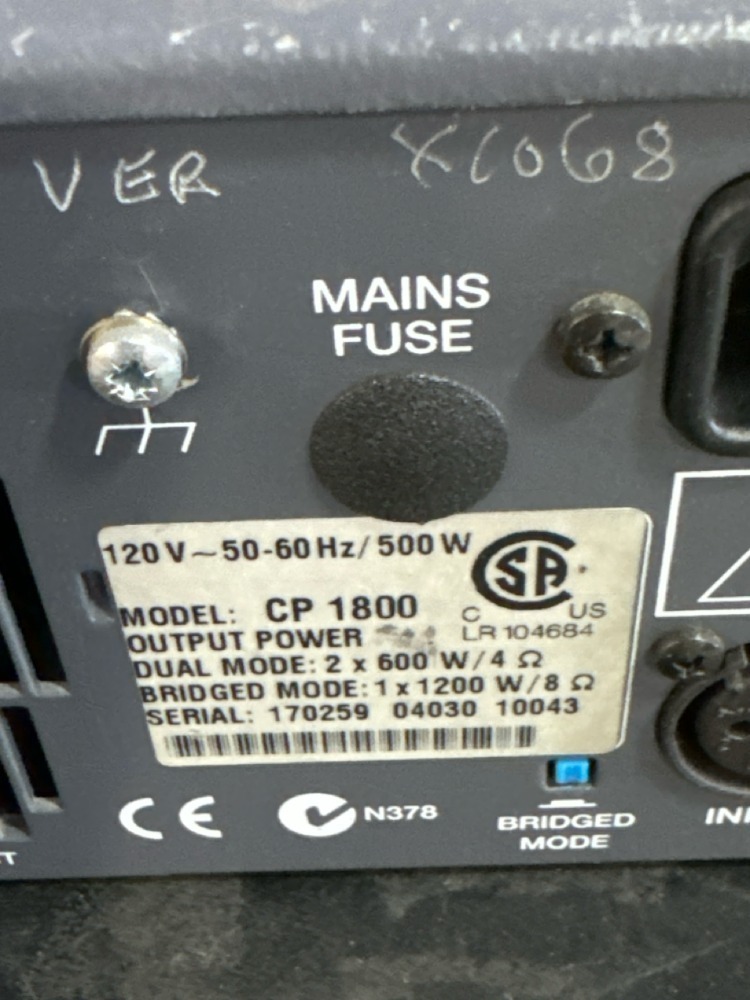 VER X1068
MAINS
FUSE
120 V ~ 50-60 Hz / 500 W
MODEL: CP 1800
OUTPUT POWER
DUAL MODE: 2 x 600 W / 4 Ω
BRIDGED MODE: 1 x 1200 W / 8 Ω
SERIAL: 170259 04030 10043
SA
C US
LR 104684
CE N378
BRIDGED
MODE